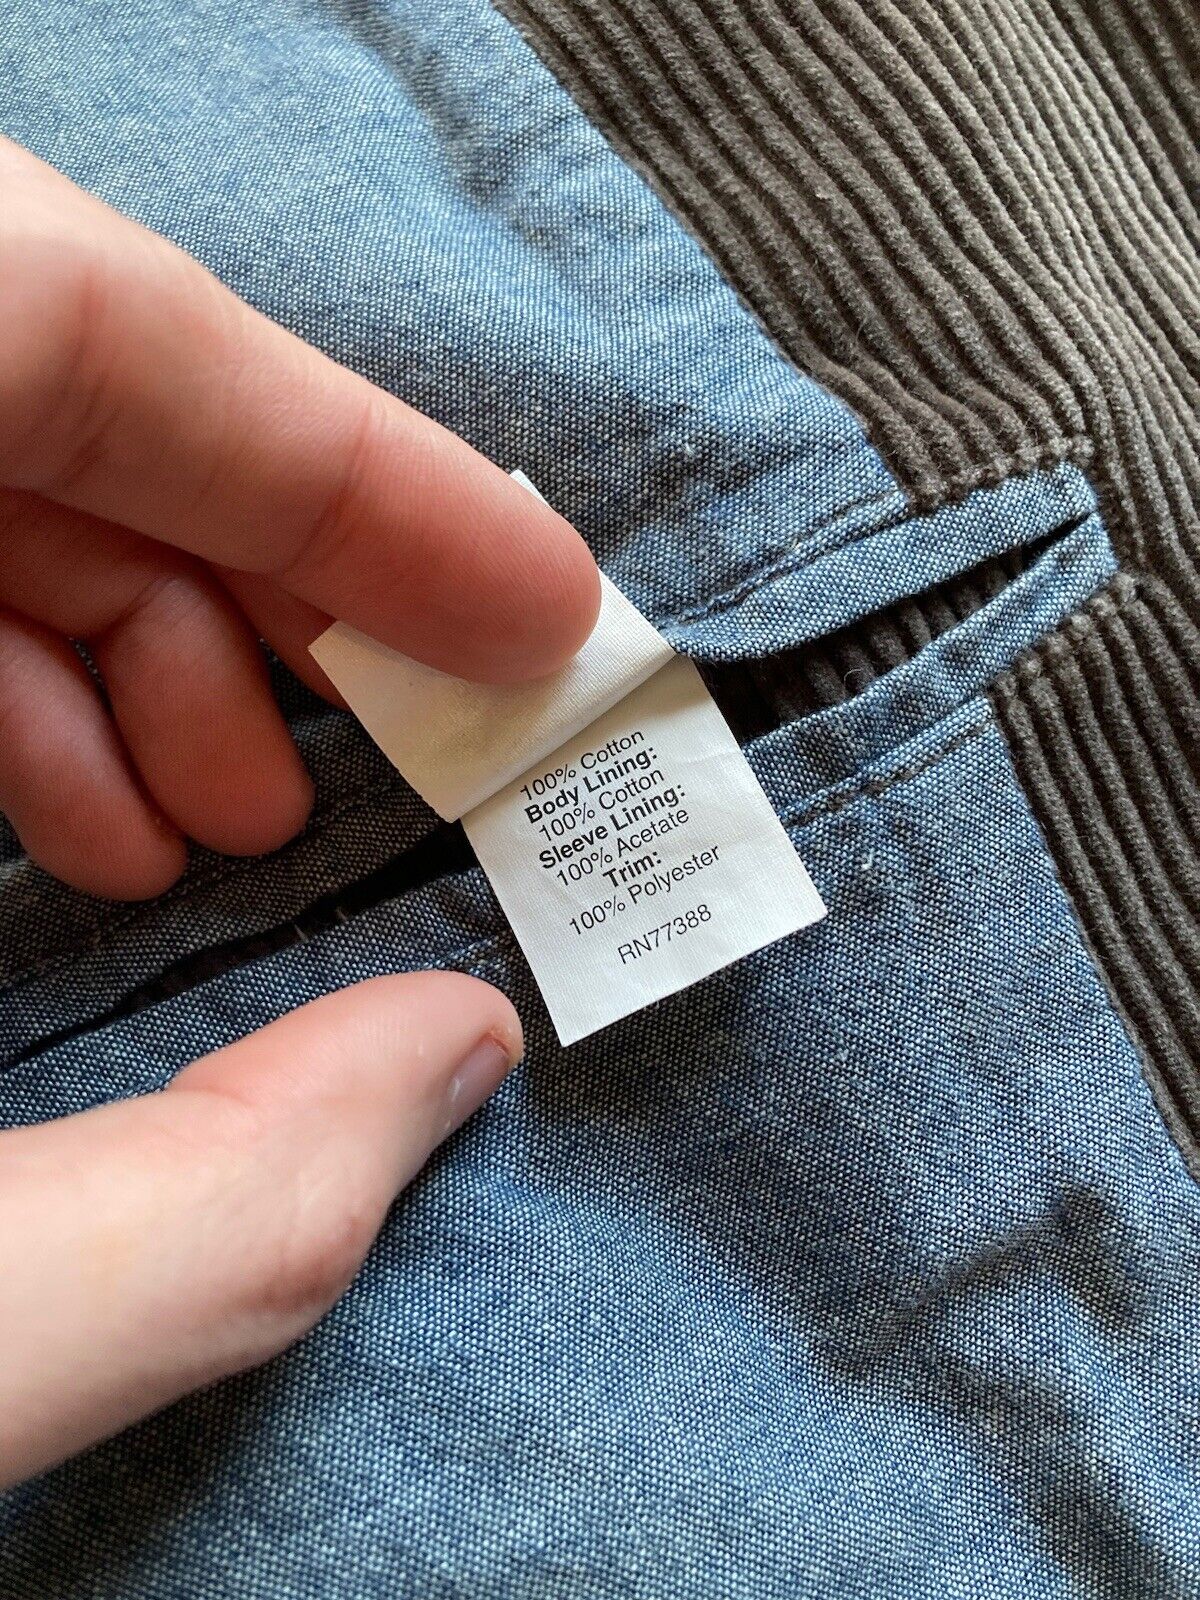 100% Cotton
Body Lining:
100% Cotton
Sleeve Lining:
100% Acetate
Trim:
100% Polyester
RN77388